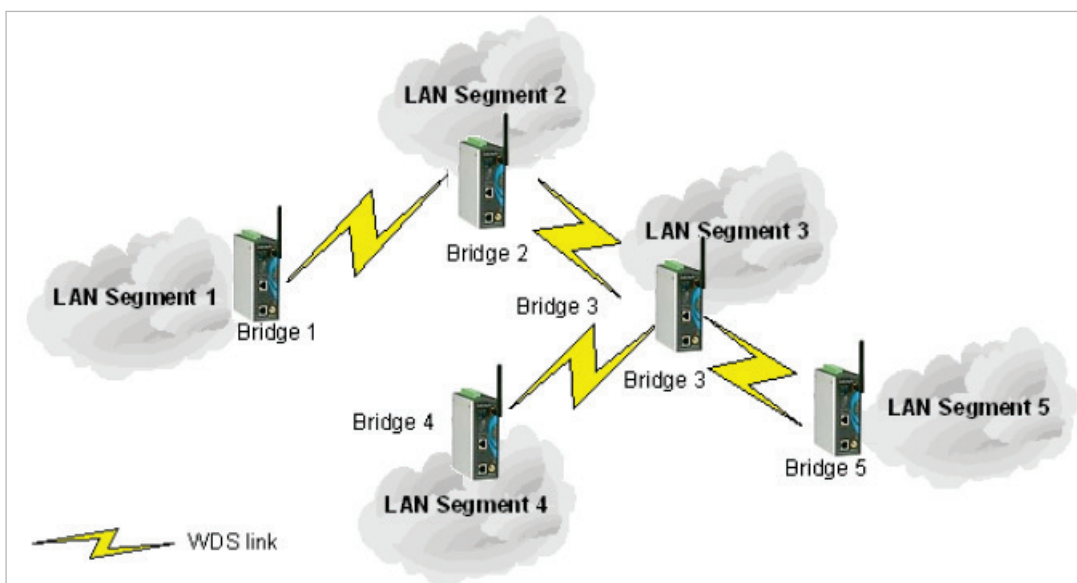 LAN Segment 2
LAN Segment 3
Bridge 2
LAN Segment 1
Bridge 3
Bridge 1
Bridge 3
LAN Segment 5
Bridge 4
Bridge 5
LAN Segment 4
WDS link